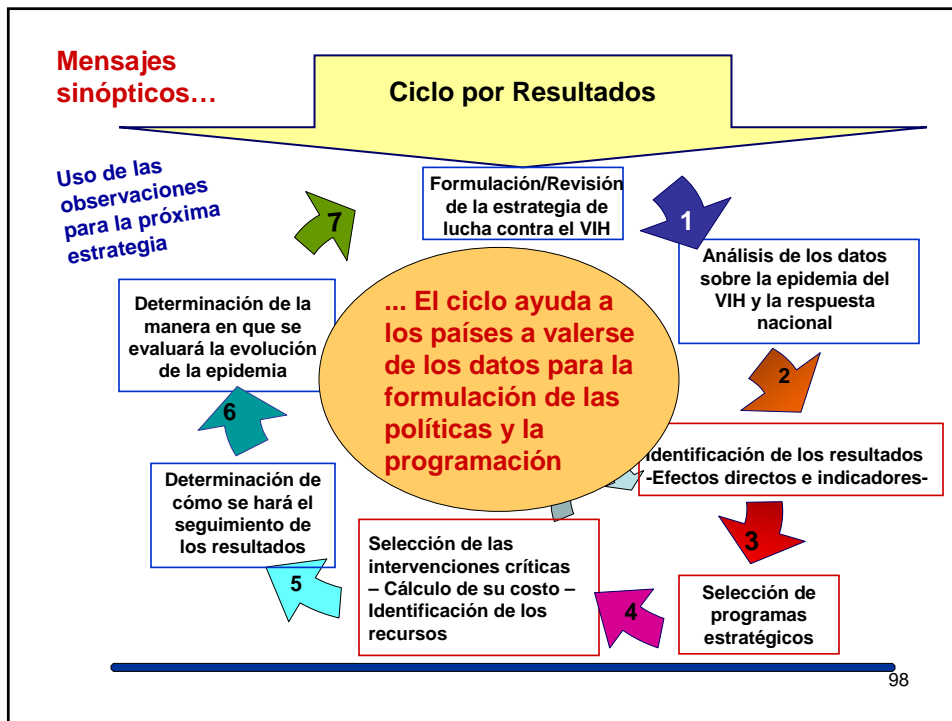 Mensajes
sinópticos…
Ciclo por Resultados
Uso de las
observaciones
para la próxima
estrategia
7
Formulación/Revisión
de la estrategia de
lucha contra el VIH
1
Análisis de los datos
sobre la epidemia del
VIH y la respuesta
nacional
2
Identificación de los resultados
-Efectos directos e indicadores-
3
Selección de
programas
estratégicos
4
Selección de las
intervenciones críticas
– Cálculo de su costo –
Identificación de los
recursos
5
Determinación de
cómo se hará el
seguimiento de
los resultados
6
Determinación de la
manera en que se
evaluará la evolución
de la epidemia
... El ciclo ayuda a
los países a valerse
de los datos para la
formulación de las
políticas y la
programación
98